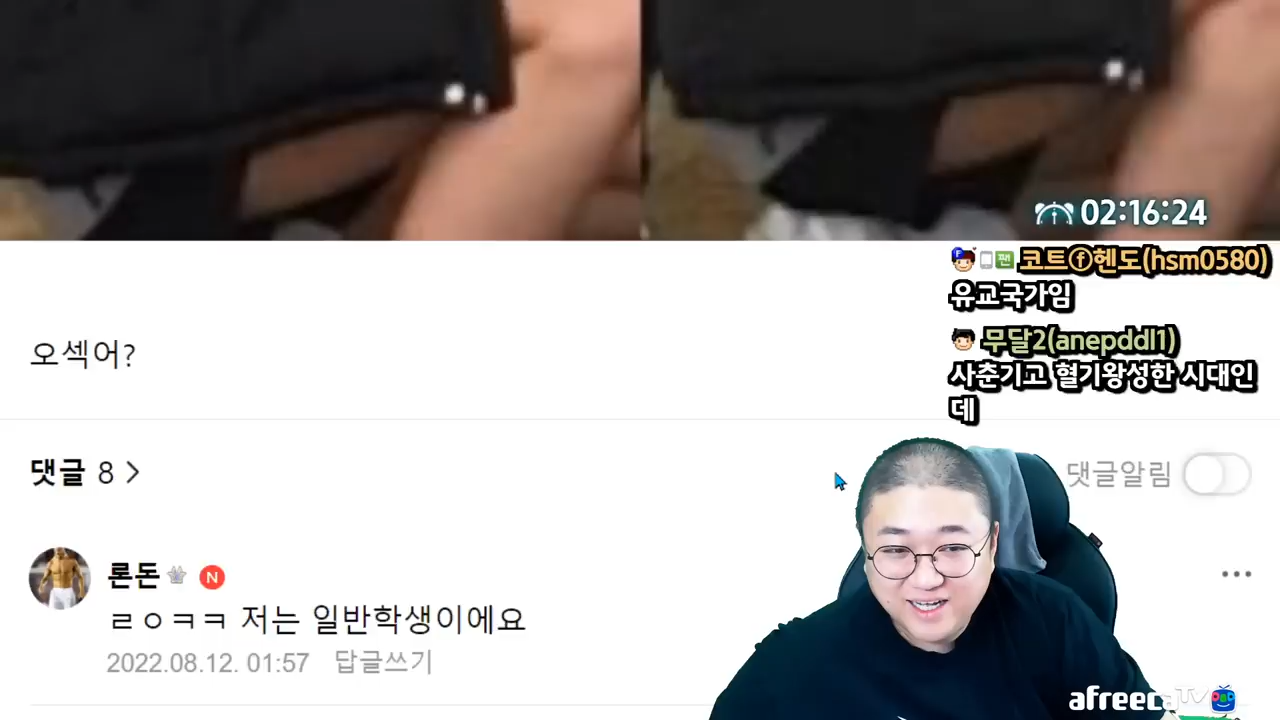 02:16:24
코트ⓕ헨도(hsm0580)
유교국가임
무달2(anepddl1)
사춘기고 혈기왕성한 시대인
데
오섹어?
댓글 8
댓글알림
론돈 N
ㄹㅇㅋㅋ 저는 일반학생이에요
2022.08.12. 01:57 답글쓰기
afreecaTV